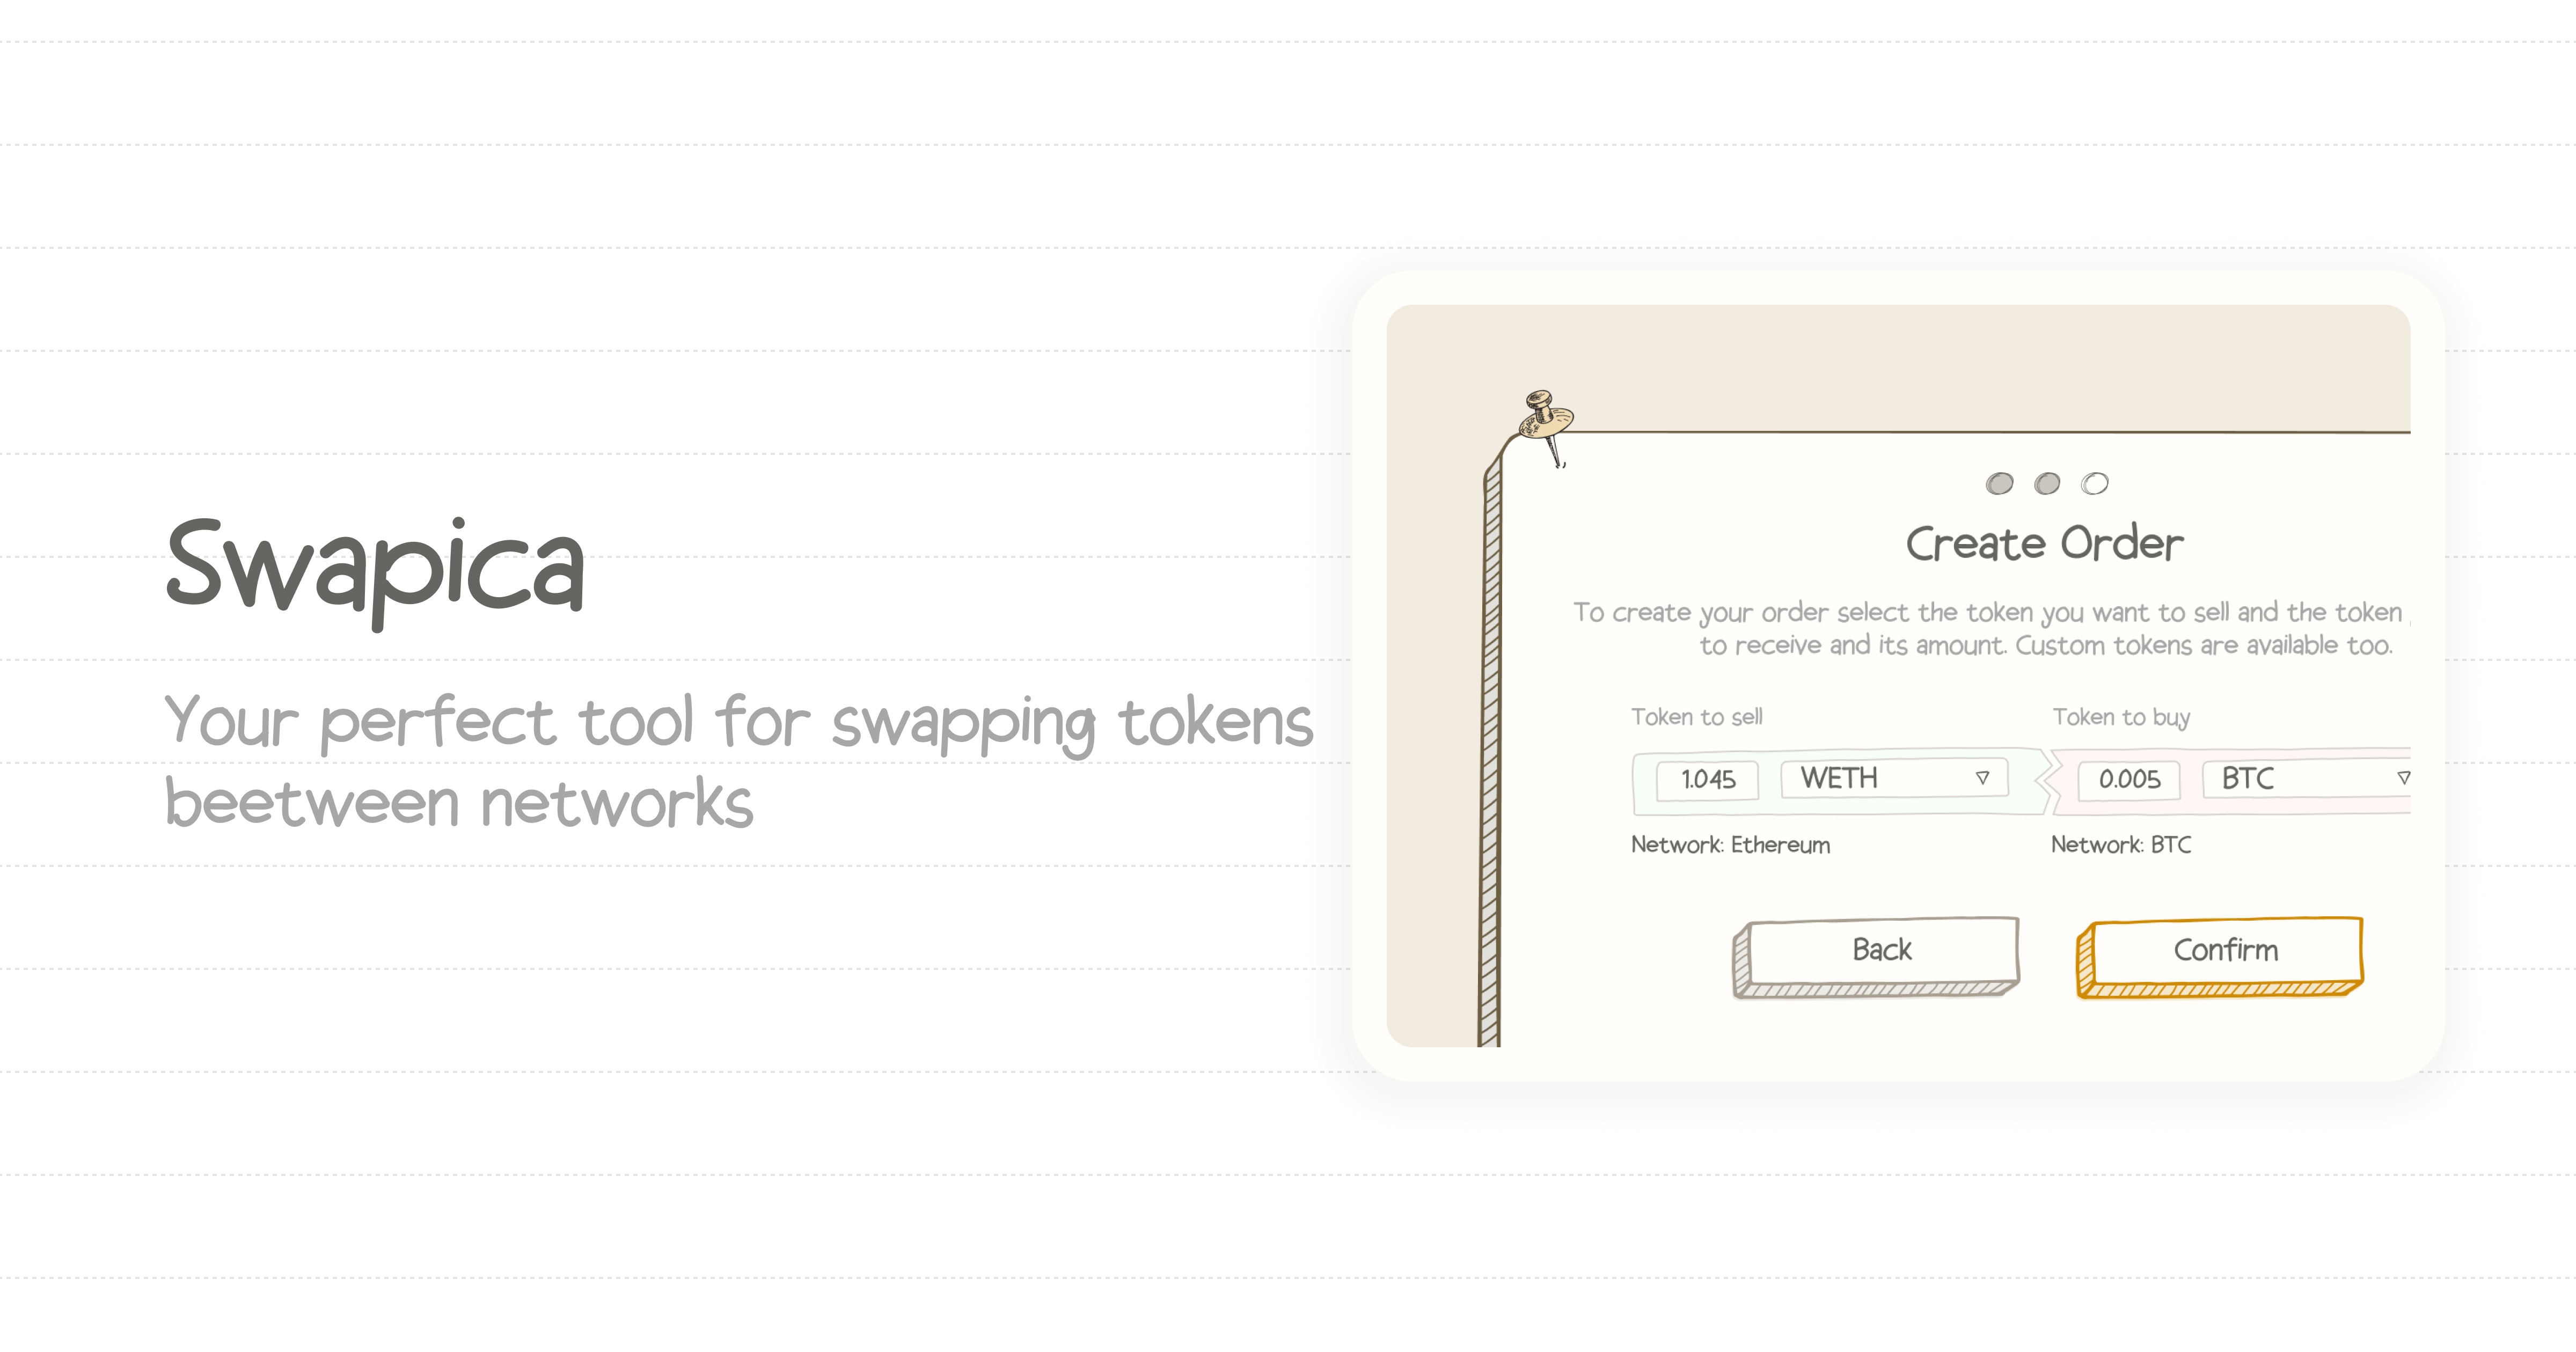 Swapica
Your perfect tool for swapping tokens
beetween networks
Create Order
To create your order select the token you want to sell and the token
to receive and its amount. Custom tokens are available too.
Token to sell
Token to buy
1.045
WETH
0.005
BTC
Network: Ethereum
Network: BTC
Back
Confirm